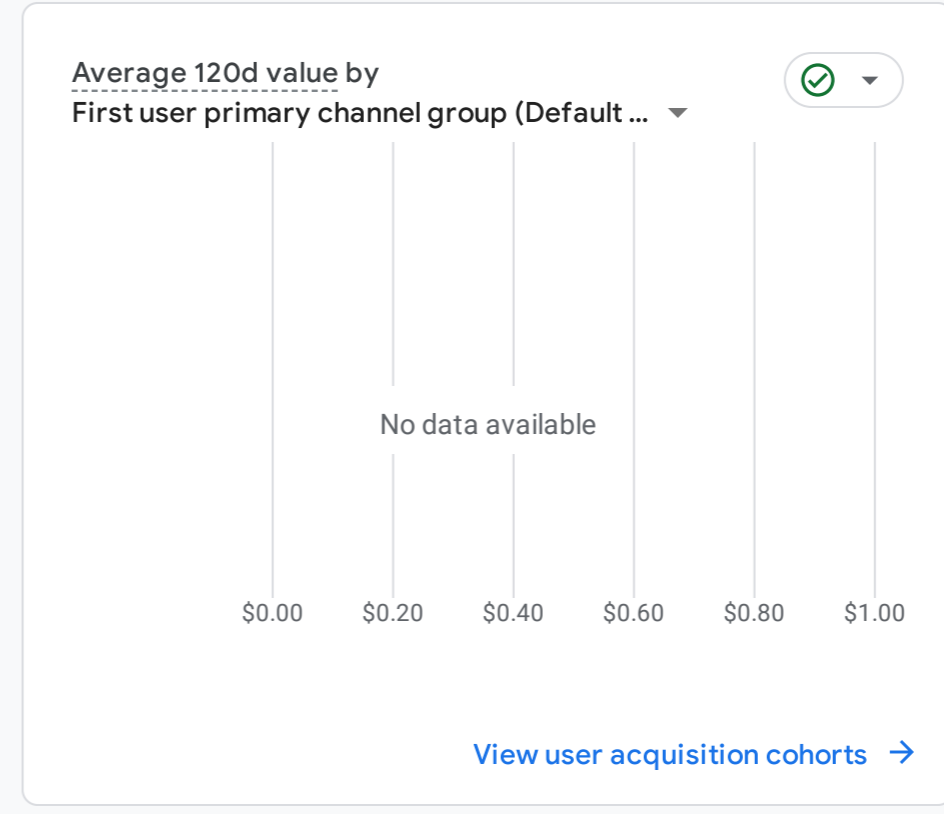 Average 120d value by
First user primary channel group (Default ...
No data available
$0.00 $0.20 $0.40 $0.60 $0.80 $1.00
View user acquisition cohorts